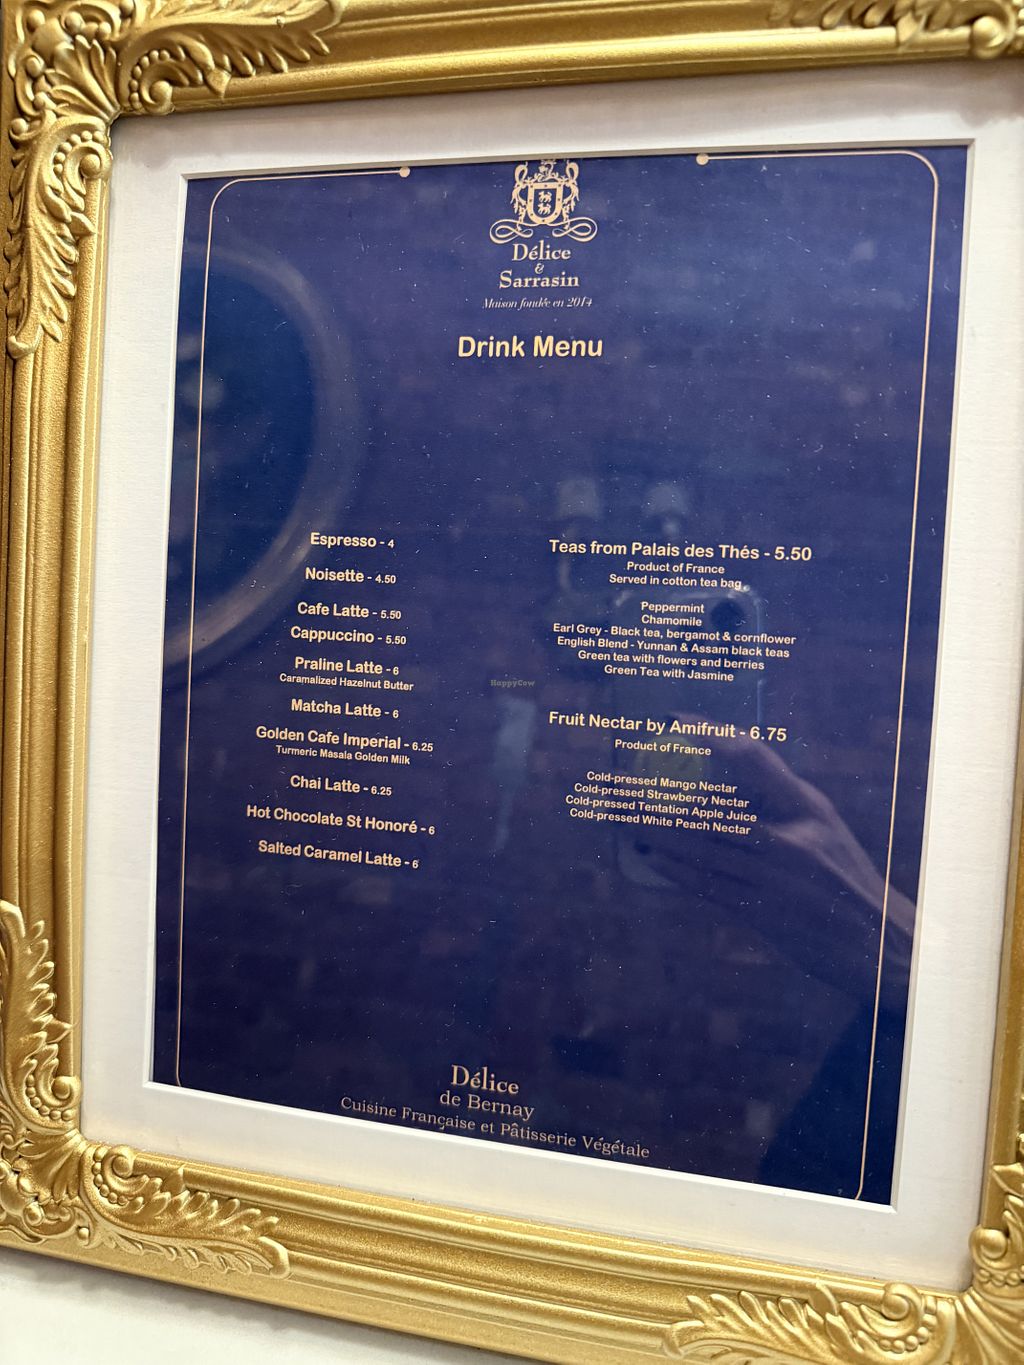 Délice
&
Sarrasin
Maison fondée en 2014
Drink Menu
Espresso - 4
Noisette - 4.50
Cafe Latte - 5.50
Cappuccino - 5.50
Praline Latte - 6
Caramalized Hazelnut Butter
Matcha Latte - 6
Golden Cafe Imperial - 6.25
Turmeric Masala Golden Milk
Chai Latte - 6.25
Hot Chocolate St Honoré - 6
Salted Caramel Latte - 6
Teas from Palais des Thés - 5.50
Product of France
Served in cotton tea bag
Peppermint
Chamomile
Earl Grey - Black tea, bergamot & cornflower
English Blend - Yunnan & Assam black teas
Green tea with flowers and berries
Green Tea with Jasmine
HappyCow
Fruit Nectar by Amifruit - 6.75
Product of France
Cold-pressed Mango Nectar
Cold-pressed Strawberry Nectar
Cold-pressed Tentation Apple Juice
Cold-pressed White Peach Nectar
Délice
de Bernay
Cuisine Française et Pâtisserie Végétale